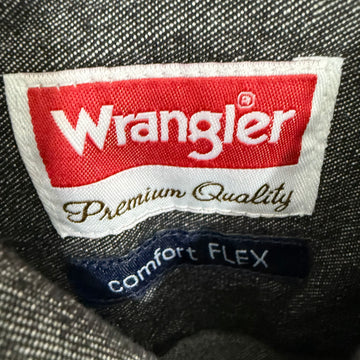 Wrangler®
Premium Quality
comfort FLEX